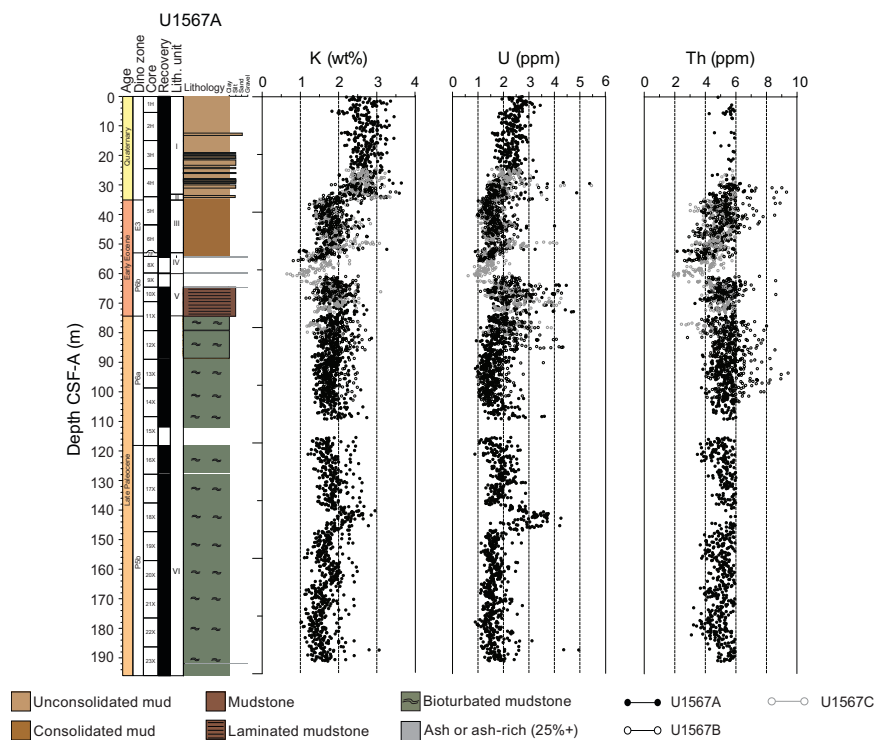 U1567A
K (wt%)
U (ppm)
Th (ppm)
Age
Dino zone
Core
Recovery
Lith. unit
Lithology
Clay
Silt
Sand
Gravel
0 1 2 3 4
0 1 2 3 4 5 6
0 2 4 6 8 10
Depth CSF-A (m)
0
10
20
30
40
50
60
70
80
90
100
110
120
130
140
150
160
170
180
190
Quaternary
Early Eocene
Late Paleocene
E3
P6b
P6a
P5b
1H
2H
3H
4H
5H
6H
8X
9X
10X
11X
12X
13X
14X
15X
16X
17X
18X
19X
20X
21X
22X
23X
I
II
III
IV
V
VI
Unconsolidated mud
Mudstone
Bioturbated mudstone
U1567A
U1567C
Consolidated mud
Laminated mudstone
Ash or ash-rich (25%+)
U1567B